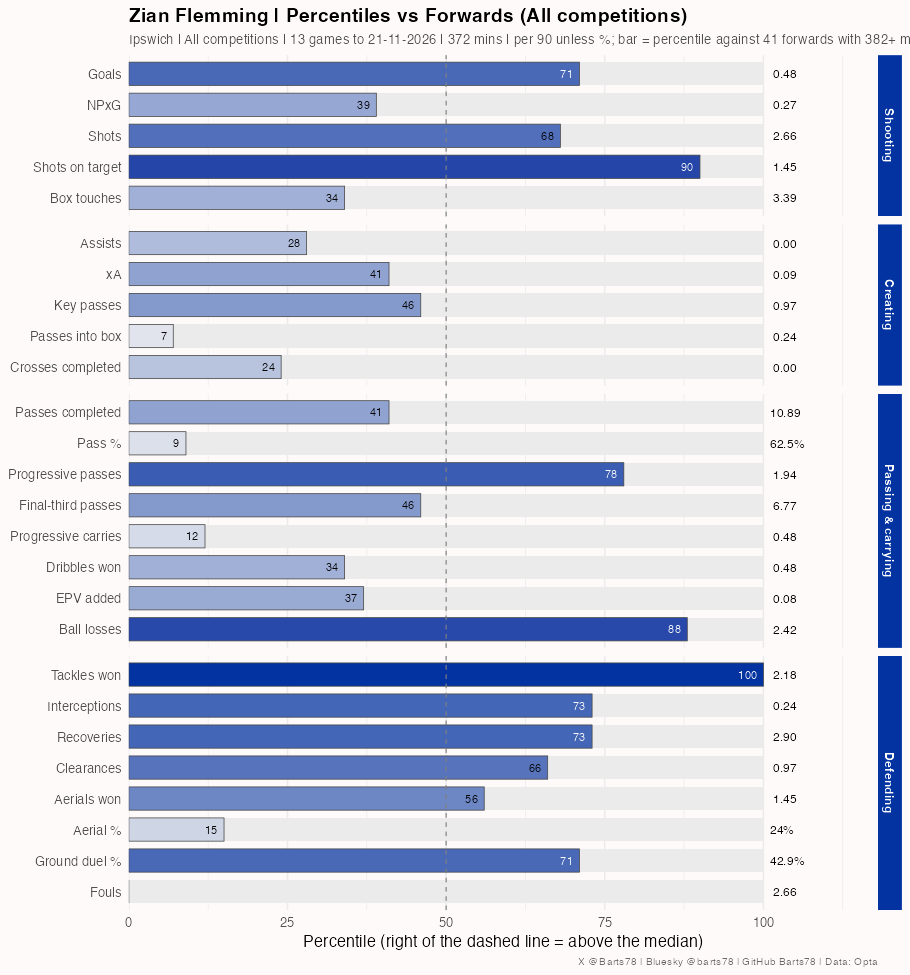 Zian Flemming | Percentiles vs Forwards (All competitions)
Ipswich | All competitions | 13 games to 21-11-2026 | 372 mins | per 90 unless %; bar = percentile against 41 forwards with 382+ m
Goals 71 0.48
NPxG 39 0.27
Shots 68 2.66
Shots on target 90 1.45
Box touches 34 3.39
Shooting
Assists 28 0.00
xA 41 0.09
Key passes 46 0.97
Passes into box 7 0.24
Crosses completed 24 0.00
Creating
Passes completed 41 10.89
Pass % 9 62.5%
Progressive passes 78 1.94
Final-third passes 46 6.77
Progressive carries 12 0.48
Dribbles won 34 0.48
EPV added 37 0.08
Ball losses 88 2.42
Passing & carrying
Tackles won 100 2.18
Interceptions 73 0.24
Recoveries 73 2.90
Clearances 66 0.97
Aerials won 56 1.45
Aerial % 15 24%
Ground duel % 71 42.9%
Fouls 2.66
Defending
0 25 50 75 100
Percentile (right of the dashed line = above the median)
X @Barts78 | Bluesky @barts78 | GitHub Barts78 | Data: Opta